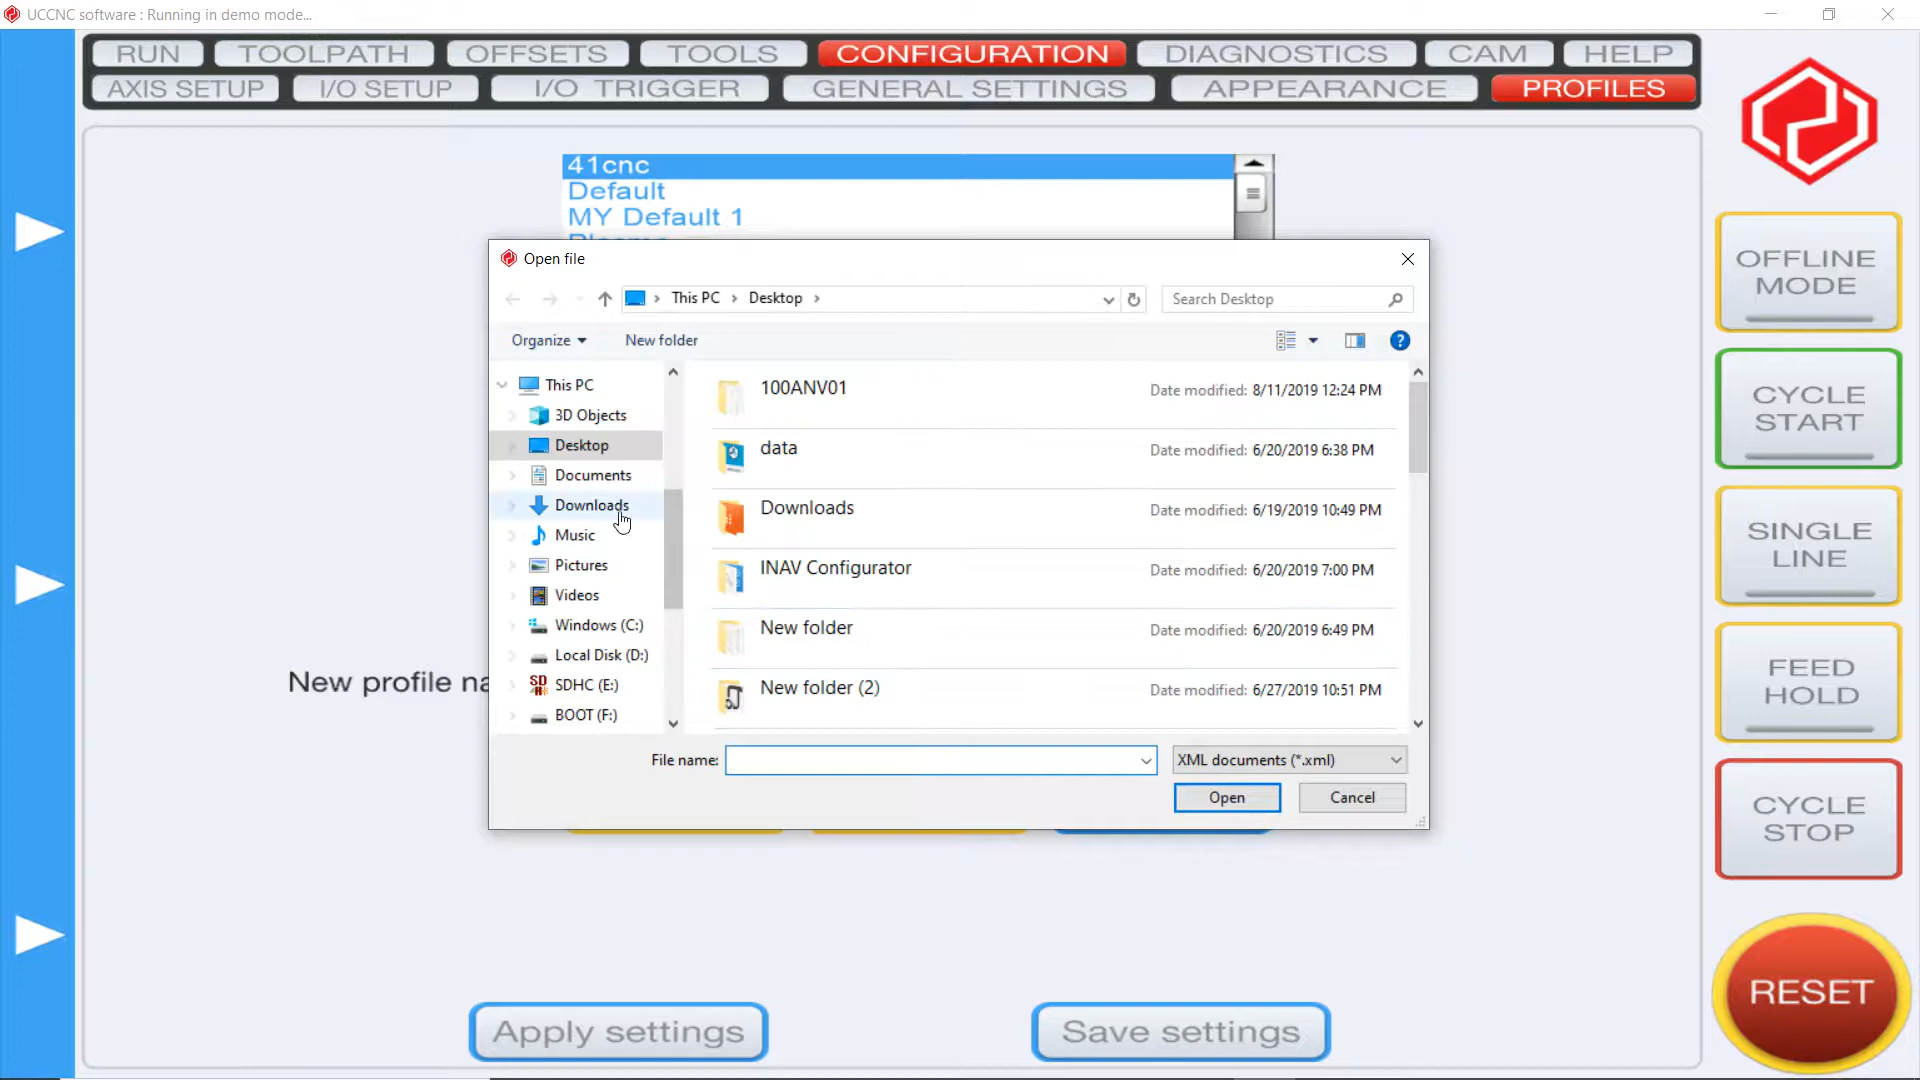 UCCNC software : Running in demo mode...
RUN TOOLPATH OFFSETS TOOLS CONFIGURATION DIAGNOSTICS CAM HELP
AXIS SETUP I/O SETUP I/O TRIGGER GENERAL SETTINGS APPEARANCE PROFILES
41cnc
Default
MY Default 1
Open file
This PC Desktop
Search Desktop
Organize New folder
This PC
3D Objects
Desktop
Documents
Downloads
Music
Pictures
Videos
Windows (C:)
Local Disk (D:)
SDHC (E:)
BOOT (F:)
100ANV01 Date modified: 8/11/2019 12:24 PM
data Date modified: 6/20/2019 6:38 PM
Downloads Date modified: 6/19/2019 10:49 PM
INAV Configurator Date modified: 6/20/2019 7:00 PM
New folder Date modified: 6/20/2019 6:49 PM
New folder (2) Date modified: 6/27/2019 10:51 PM
File name: XML documents (*.xml)
Open Cancel
New profile na
Apply settings Save settings
OFFLINE
MODE
CYCLE
START
SINGLE
LINE
FEED
HOLD
CYCLE
STOP
RESET